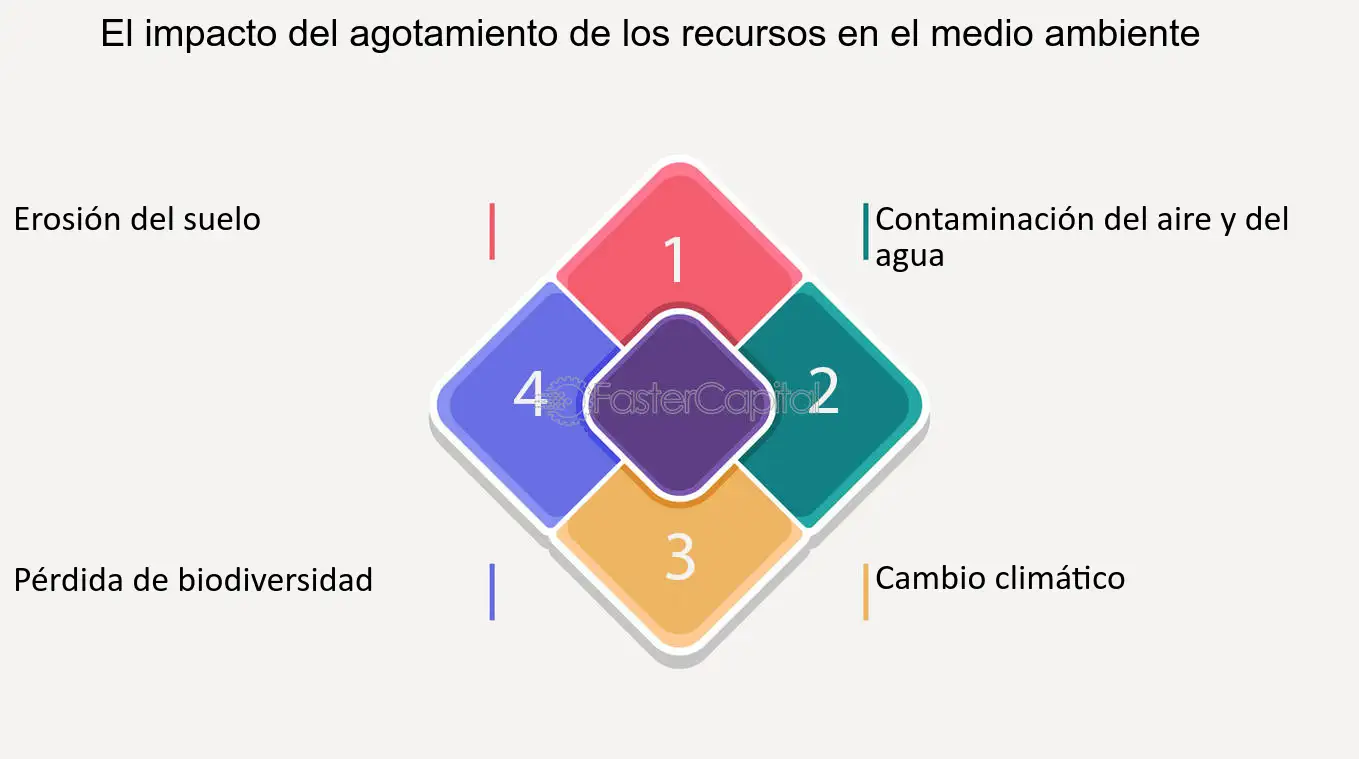 El impacto del agotamiento de los recursos en el medio ambiente
Erosión del suelo
Contaminación del aire y del
agua
1
4
FasterCapital
2
3
Pérdida de biodiversidad
Cambio climático